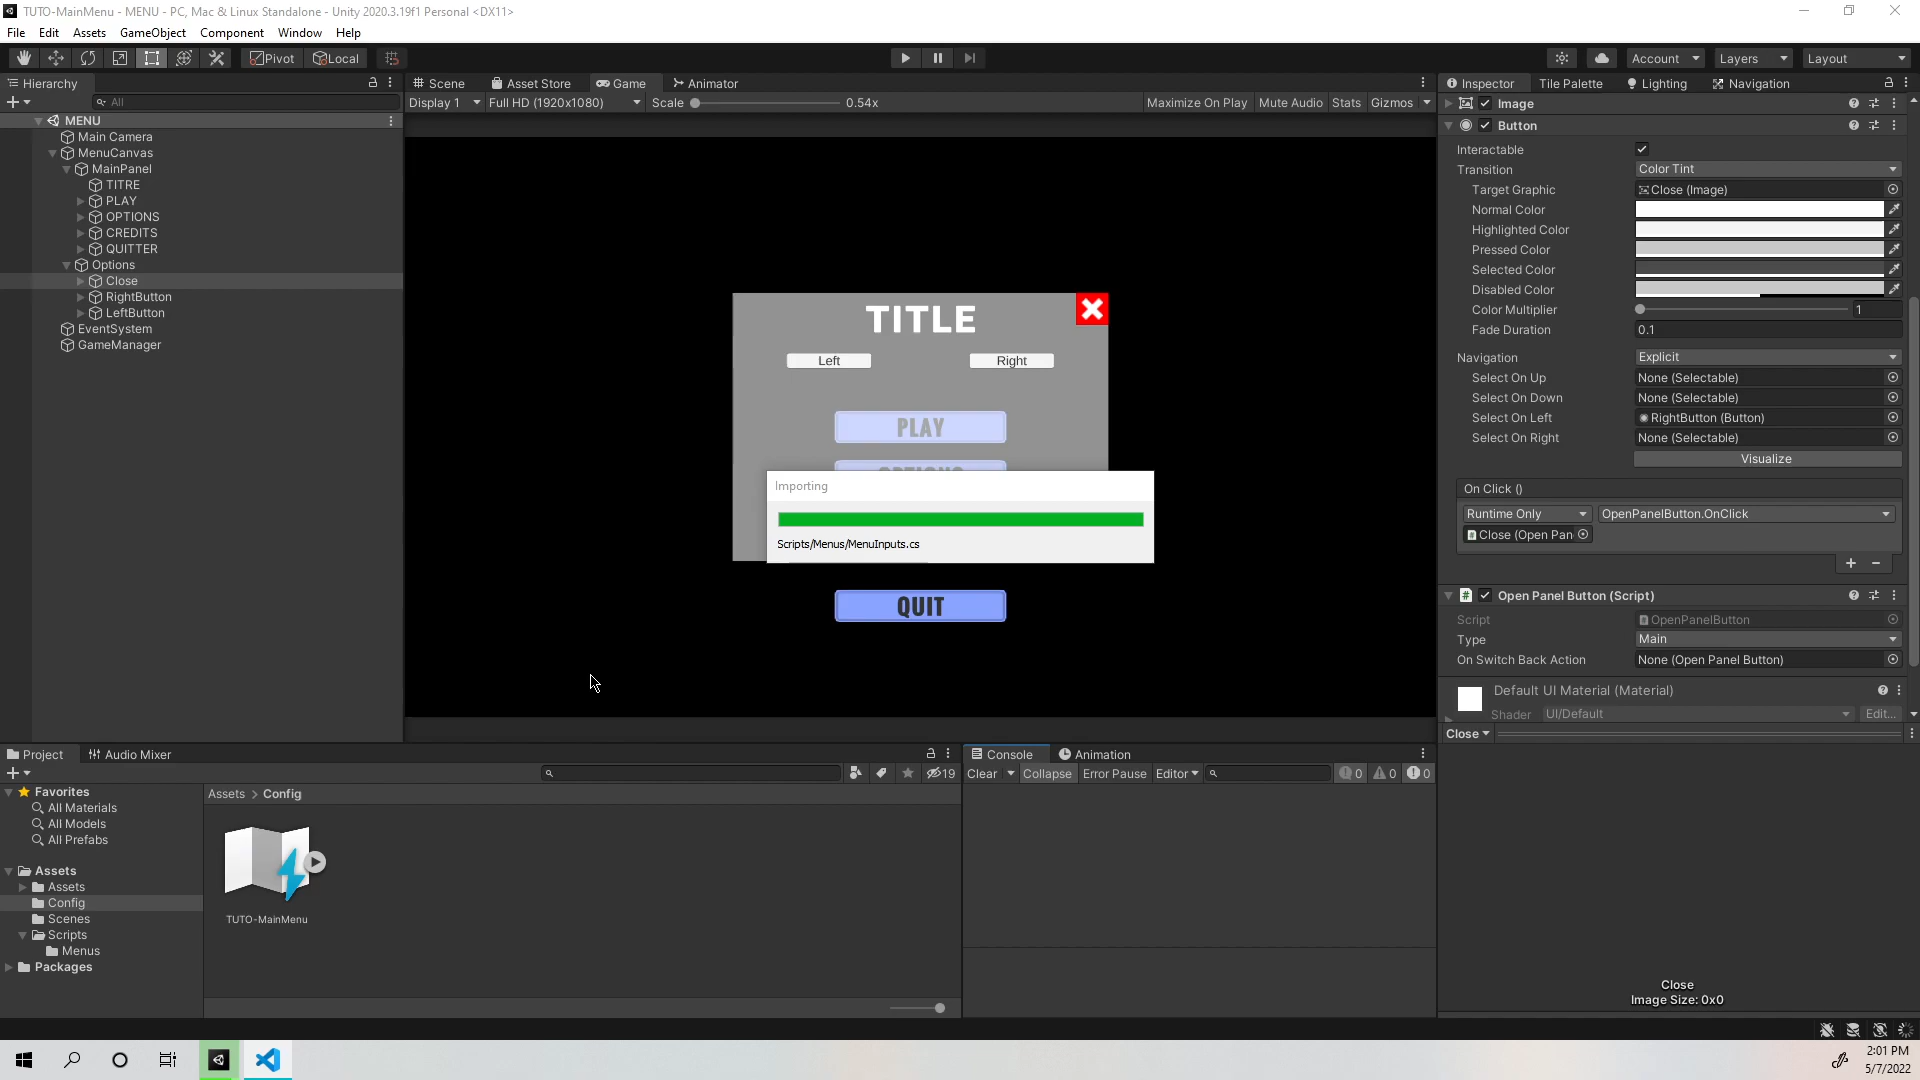 TUTO-MainMenu - MENU - PC, Mac & Linux Standalone - Unity 2020.3.19f1 Personal <DX11>
File Edit Assets GameObject Component Window Help
Pivot Local Account Layers Layout
Hierarchy
All
MENU
Main Camera
MenuCanvas
MainPanel
TITRE
PLAY
OPTIONS
CREDITS
QUITTER
Options
Close
RightButton
LeftButton
EventSystem
GameManager
Scene Asset Store Game Animator
Display 1 Full HD (1920x1080) Scale 0.54x Maximize On Play Mute Audio Stats Gizmos
TITLE
Left Right
PLAY
Importing
Scripts/Menus/MenuInputs.cs
QUIT
Inspector Tile Palette Lighting Navigation
Image
Button
Interactable
Transition Color Tint
Target Graphic Close (Image)
Normal Color
Highlighted Color
Pressed Color
Selected Color
Disabled Color
Color Multiplier 1
Fade Duration 0.1
Navigation Explicit
Select On Up None (Selectable)
Select On Down None (Selectable)
Select On Left RightButton (Button)
Select On Right None (Selectable)
Visualize
On Click ()
Runtime Only OpenPanelButton.OnClick
Close (Open Pan
+ −
Open Panel Button (Script)
Script OpenPanelButton
Type Main
On Switch Back Action None (Open Panel Button)
Default UI Material (Material)
Shader UI/Default Edit...
Close
Close
Image Size: 0x0
Project Audio Mixer
19
Favorites
All Materials
All Models
All Prefabs
Assets
Assets
Config
Scenes
Scripts
Menus
Packages
Assets > Config
TUTO-MainMenu
Console Animation
Clear Collapse Error Pause Editor 0 0 0
2:01 PM
5/7/2022